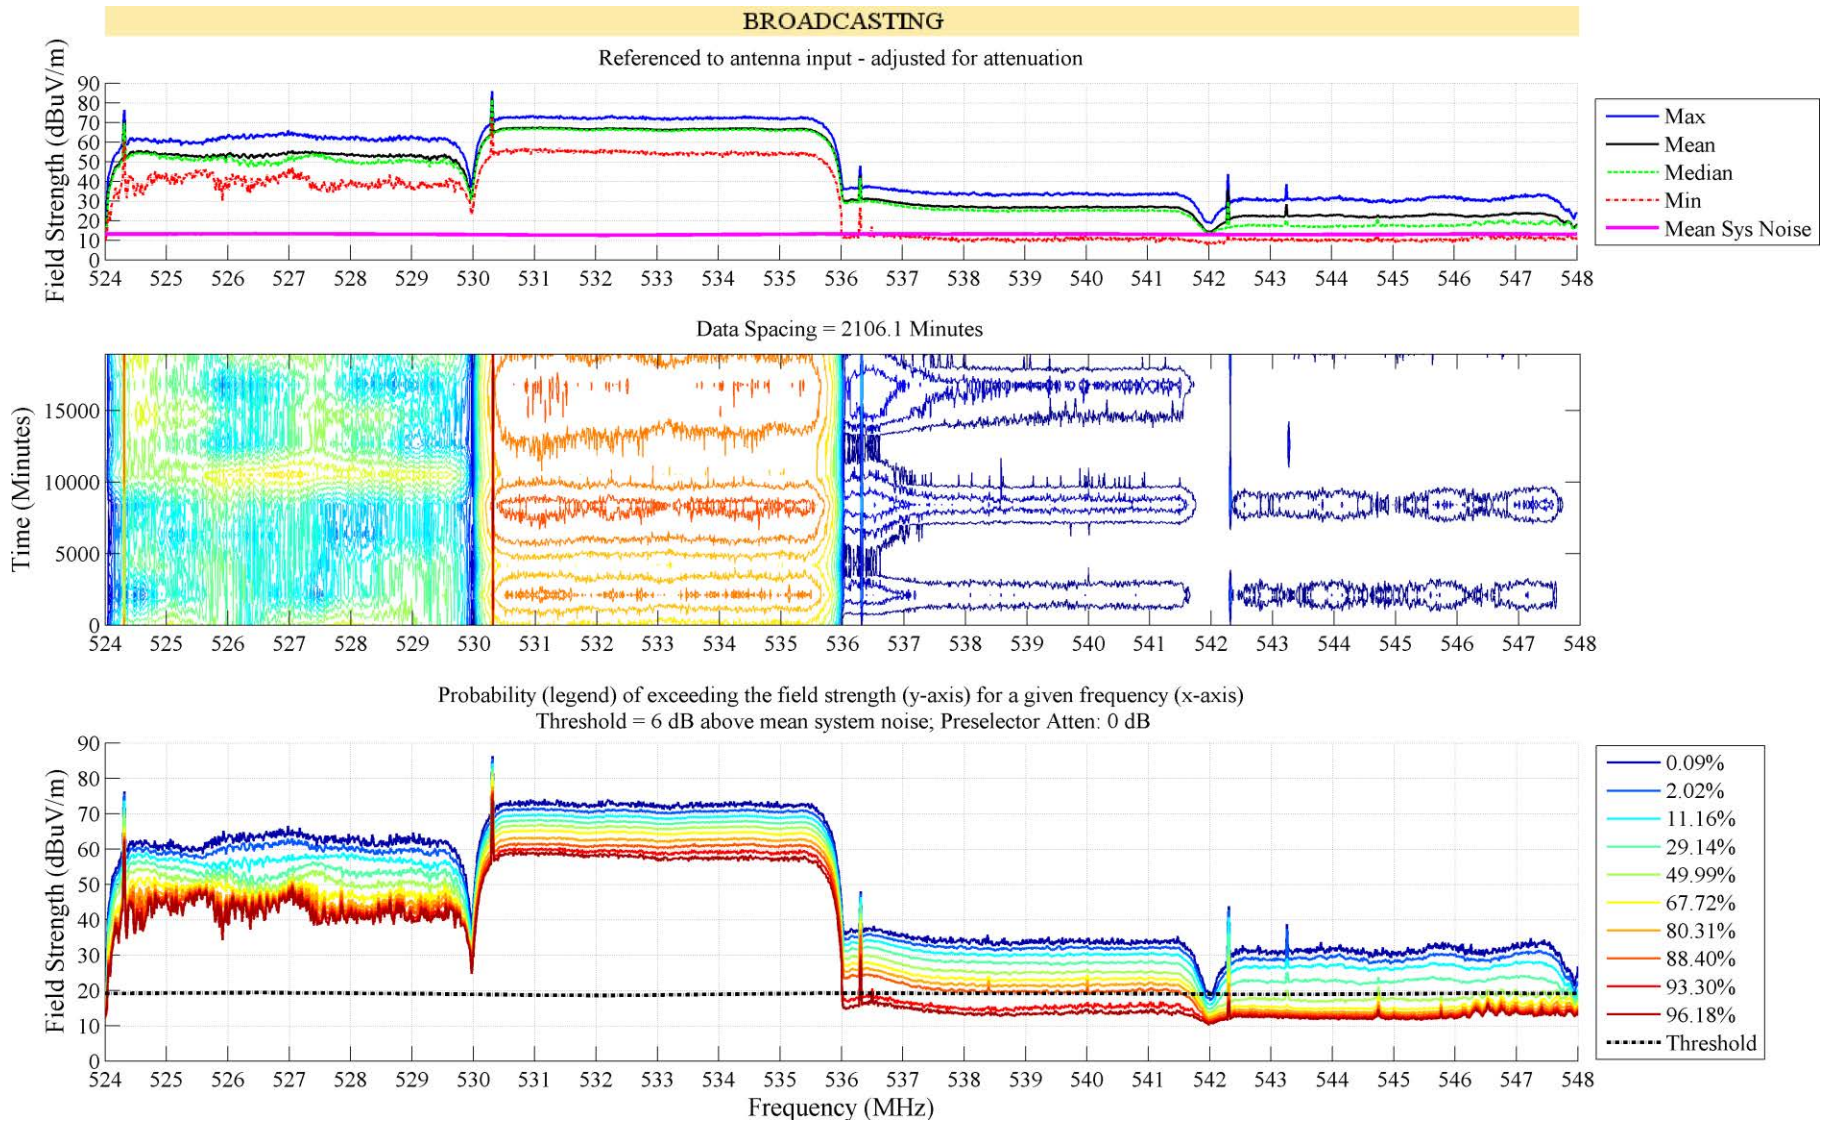 BROADCASTING
Referenced to antenna input - adjusted for attenuation
Field Strength (dBuV/m)
90
80
70
60
50
40
30
20
10
0
524 525 526 527 528 529 530 531 532 533 534 535 536 537 538 539 540 541 542 543 544 545 546 547 548
Max
Mean
Median
Min
Mean Sys Noise
Data Spacing = 2106.1 Minutes
Time (Minutes)
15000
10000
5000
0
524 525 526 527 528 529 530 531 532 533 534 535 536 537 538 539 540 541 542 543 544 545 546 547 548
Probability (legend) of exceeding the field strength (y-axis) for a given frequency (x-axis)
Threshold = 6 dB above mean system noise; Preselector Atten: 0 dB
Field Strength (dBuV/m)
90
80
70
60
50
40
30
20
10
0
524 525 526 527 528 529 530 531 532 533 534 535 536 537 538 539 540 541 542 543 544 545 546 547 548
Frequency (MHz)
0.09%
2.02%
11.16%
29.14%
49.99%
67.72%
80.31%
88.40%
93.30%
96.18%
Threshold